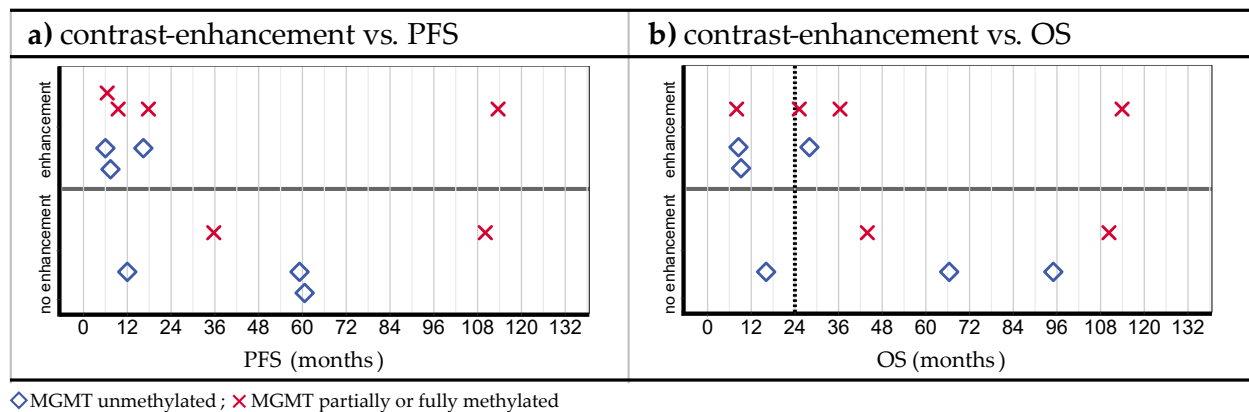 a) contrast-enhancement vs. PFS
b) contrast-enhancement vs. OS
enhancement
no enhancement
0 12 24 36 48 60 72 84 96 108 120 132
PFS (months)
enhancement
no enhancement
0 12 24 36 48 60 72 84 96 108 120 132
OS (months)
MGMT unmethylated ; MGMT partially or fully methylated